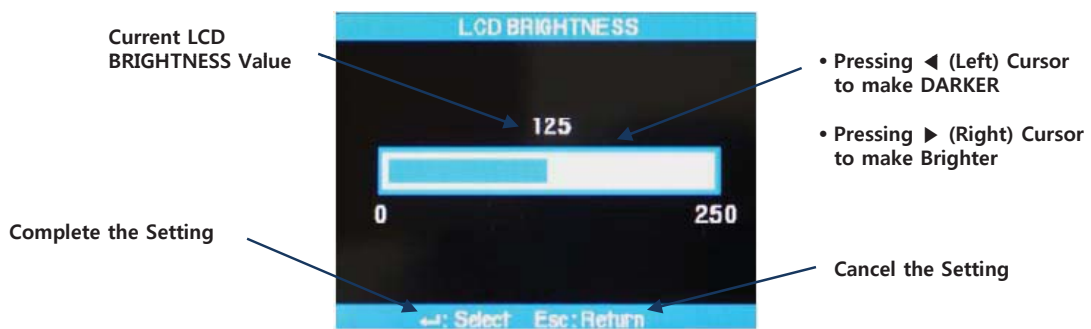 LCD BRIGHTNESS
Current LCD
BRIGHTNESS Value
• Pressing ◀ (Left) Cursor
to make DARKER
• Pressing ▶ (Right) Cursor
to make Brighter
125
0 250
Complete the Setting
Cancel the Setting
↵: Select Esc: Return